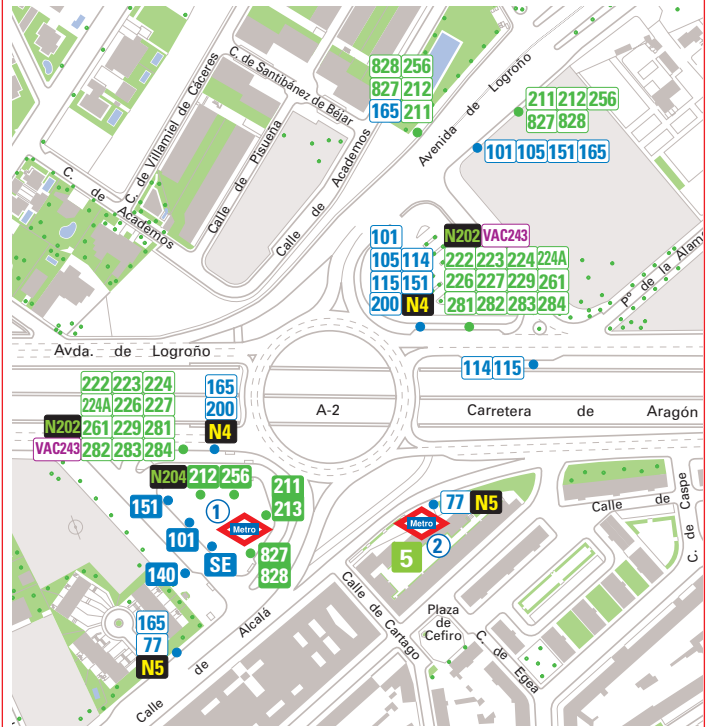 C. de Santibánez de Béjar
C. de Villamiel de Cáceres
Calle de Pisueña
Calle de Academos
C. de Academos
828 256
827 212
165 211
Avenida de Logroño
211 212 256
827 828
101 105 151 165
101
105 114
115 151
200 N4
N202 VAC243
222 223 224 224A
226 227 229 261
281 282 283 284
Pº de la Alame
Avda. de Logroño
114 115
A-2
Carretera de Aragón
222 223 224
224A 226 227
N202 261 229 281
VAC243 282 283 284
165
200
N4
N204 212 256
211
213
151
1
Metro
101
SE
827
828
140
77 N5
Metro
2
5
Calle de Caspe
C. de
165
77
N5
Calle de Alcalá
Calle de Cartago
Plaza
de
Cefiro
C. de Egea